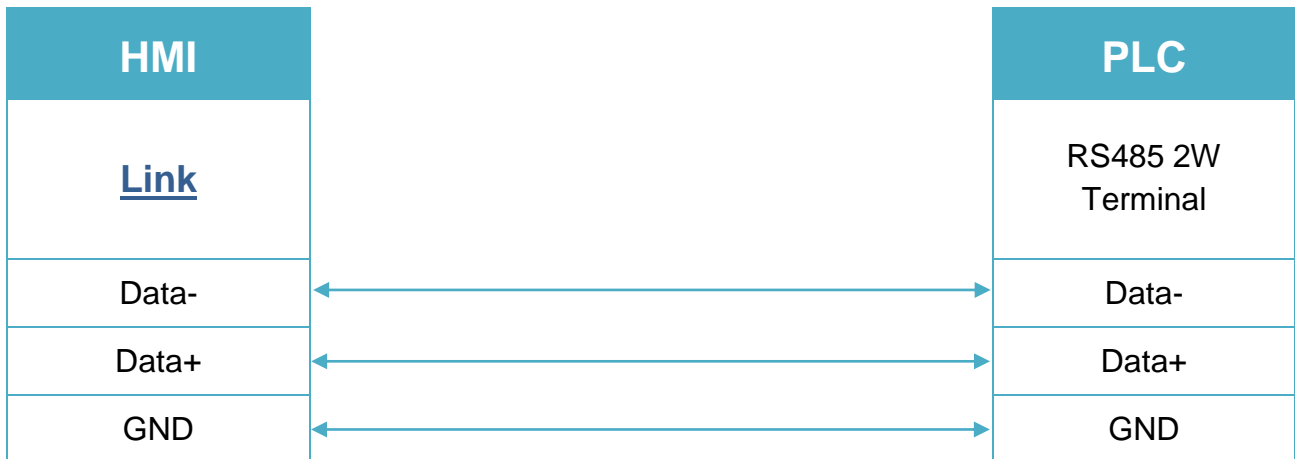 HMI
PLC
Link
RS485 2W
Terminal
Data-
Data-
Data+
Data+
GND
GND